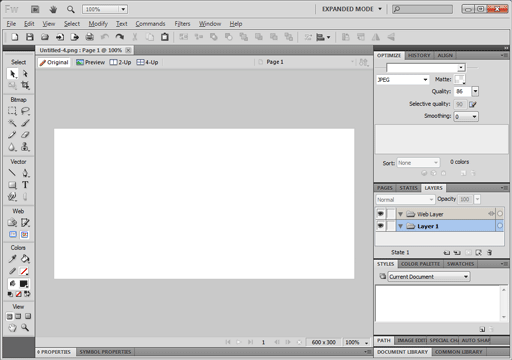 Fw 100% EXPANDED MODE
File Edit View Select Modify Text Commands Filters Window Help
Untitled-4.png : Page 1 @ 100%
Original Preview 2-Up 4-Up Page 1
Select
Bitmap
Vector
T
Web
Colors
View
OPTIMIZE HISTORY ALIGN
JPEG Matte:
Quality: 86
Selective quality: 90
Smoothing: 0
Sort: None 0 colors
PAGES STATES LAYERS
Normal Opacity 100
Web Layer
Layer 1
State 1
STYLES COLOR PALETTE SWATCHES
Current Document
PATH IMAGE EDIT SPECIAL CH AUTO SHAP
DOCUMENT LIBRARY COMMON LIBRARY
1 600 x 300 100%
PROPERTIES SYMBOL PROPERTIES